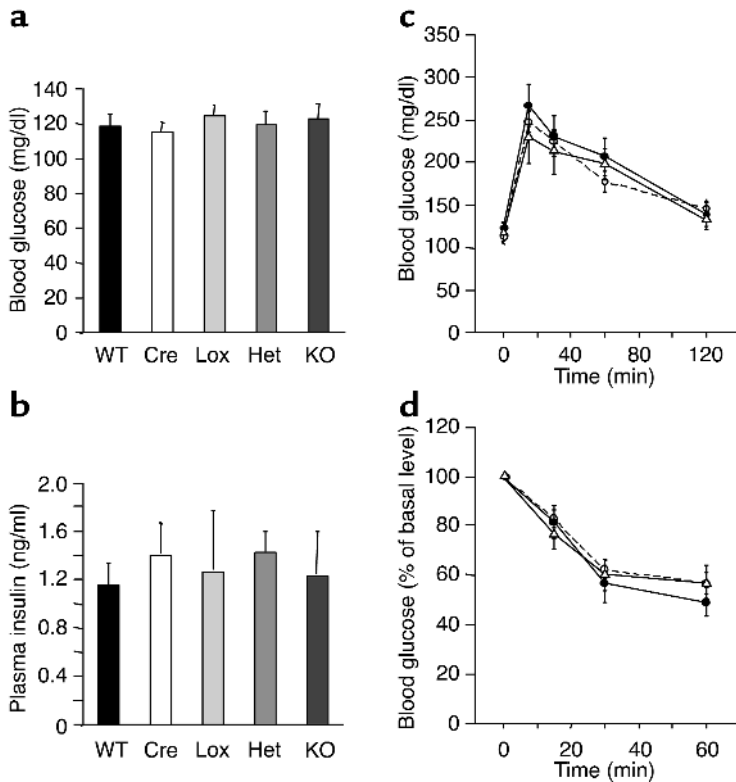 a
Blood glucose (mg/dl)
140
120
100
80
60
40
20
0
WT Cre Lox Het KO
b
Plasma insulin (ng/ml)
2.0
1.6
1.2
0.8
0.4
0
WT Cre Lox Het KO
c
Blood glucose (mg/dl)
350
300
250
200
150
100
50
0
0 40 80 120
Time (min)
d
Blood glucose (% of basal level)
120
100
80
60
40
20
0
0 20 40 60
Time (min)